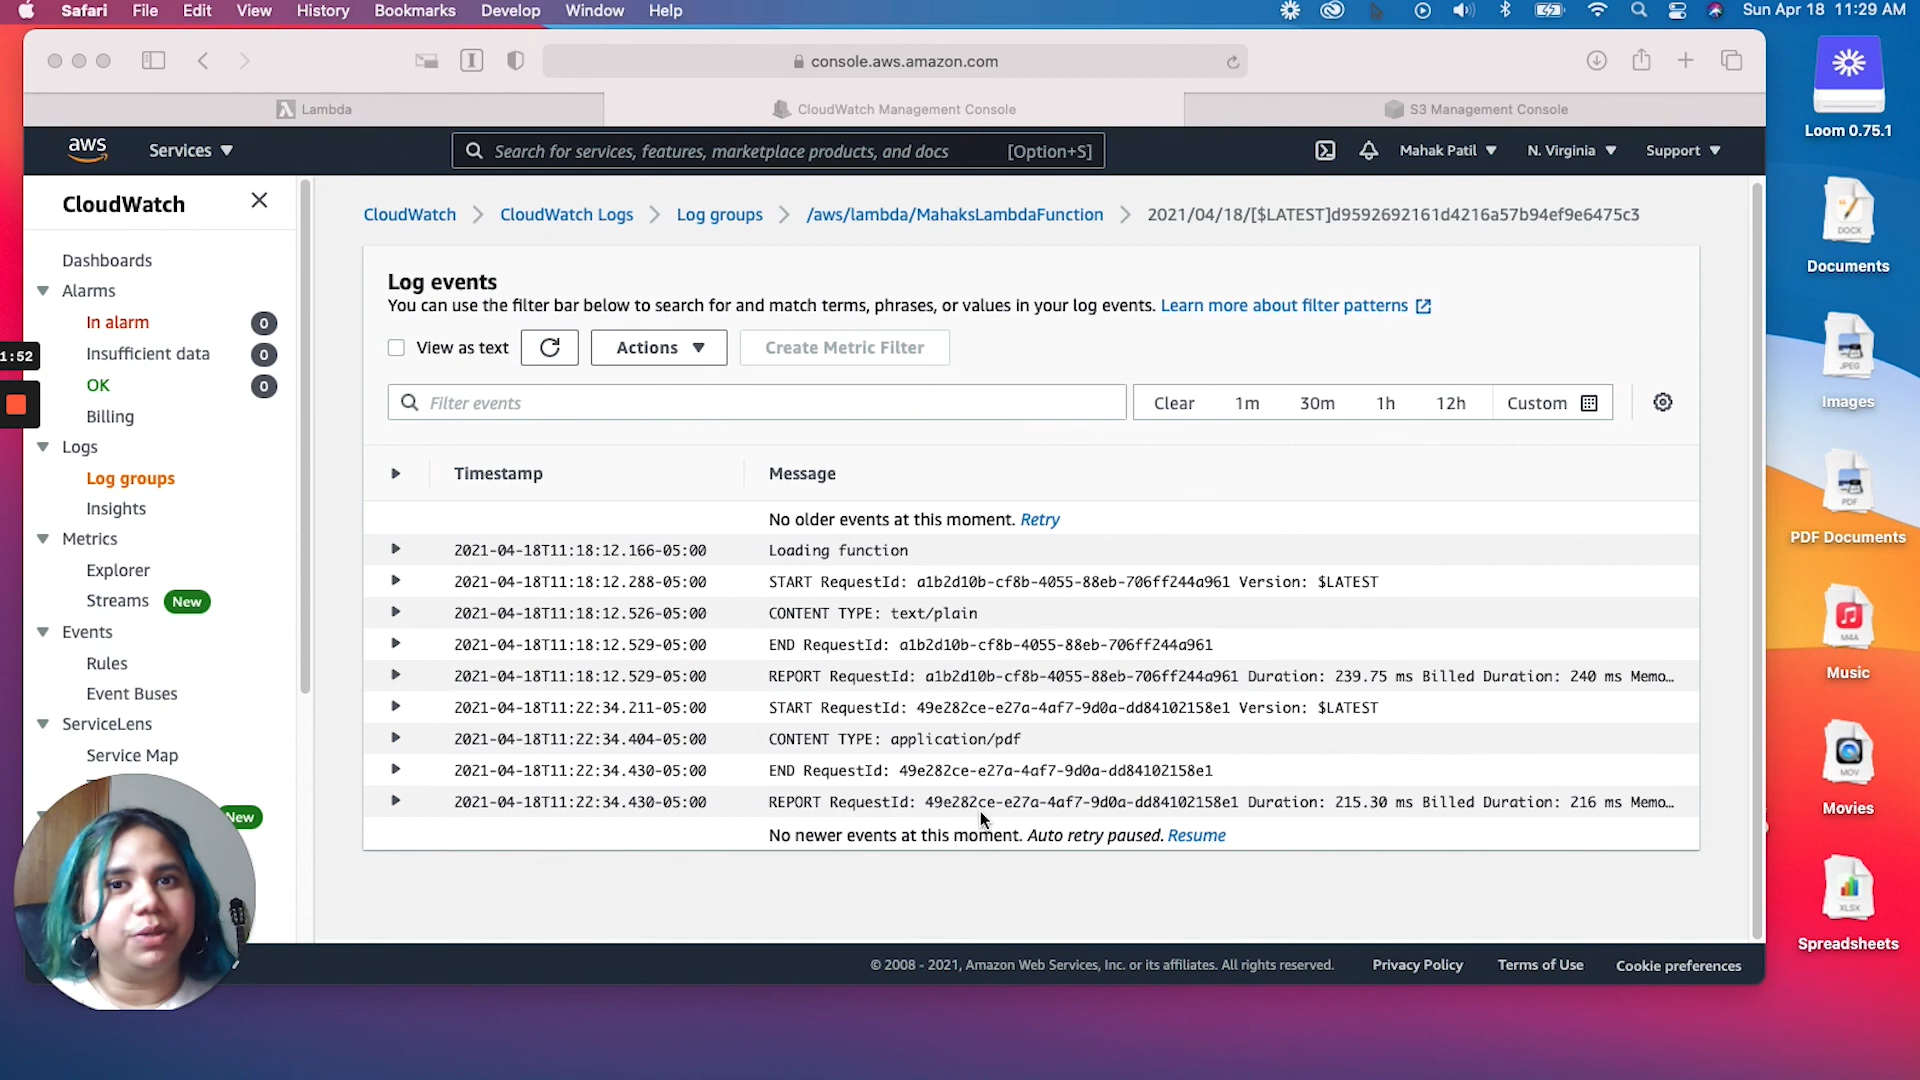 Safari File Edit View History Bookmarks Develop Window Help Sun Apr 18 11:29 AM
console.aws.amazon.com
Lambda CloudWatch Management Console S3 Management Console
aws Services ▼ Search for services, features, marketplace products, and docs [Option+S] Mahak Patil ▼ N. Virginia ▼ Support ▼
CloudWatch
Dashboards
Alarms
In alarm 0
Insufficient data 0
OK 0
Billing
Logs
Log groups
Insights
Metrics
Explorer
Streams New
Events
Rules
Event Buses
ServiceLens
Service Map
New
1:52
CloudWatch CloudWatch Logs Log groups /aws/lambda/MahaksLambdaFunction 2021/04/18/[$LATEST]d9592692161d4216a57b94ef9e6475c3
Log events
You can use the filter bar below to search for and match terms, phrases, or values in your log events. Learn more about filter patterns
View as text Actions ▼ Create Metric Filter
Filter events Clear 1m 30m 1h 12h Custom
Timestamp Message
No older events at this moment. Retry
2021-04-18T11:18:12.166-05:00 Loading function
2021-04-18T11:18:12.288-05:00 START RequestId: a1b2d10b-cf8b-4055-88eb-706ff244a961 Version: $LATEST
2021-04-18T11:18:12.526-05:00 CONTENT TYPE: text/plain
2021-04-18T11:18:12.529-05:00 END RequestId: a1b2d10b-cf8b-4055-88eb-706ff244a961
2021-04-18T11:18:12.529-05:00 REPORT RequestId: a1b2d10b-cf8b-4055-88eb-706ff244a961 Duration: 239.75 ms Billed Duration: 240 ms Memo…
2021-04-18T11:22:34.211-05:00 START RequestId: 49e282ce-e27a-4af7-9d0a-dd84102158e1 Version: $LATEST
2021-04-18T11:22:34.404-05:00 CONTENT TYPE: application/pdf
2021-04-18T11:22:34.430-05:00 END RequestId: 49e282ce-e27a-4af7-9d0a-dd84102158e1
2021-04-18T11:22:34.430-05:00 REPORT RequestId: 49e282ce-e27a-4af7-9d0a-dd84102158e1 Duration: 215.30 ms Billed Duration: 216 ms Memo…
No newer events at this moment. Auto retry paused. Resume
© 2008 - 2021, Amazon Web Services, Inc. or its affiliates. All rights reserved. Privacy Policy Terms of Use Cookie preferences
Loom 0.75.1
DOCX
Documents
JPEG
Images
PDF
PDF Documents
M4A
Music
MOV
Movies
XLSX
Spreadsheets